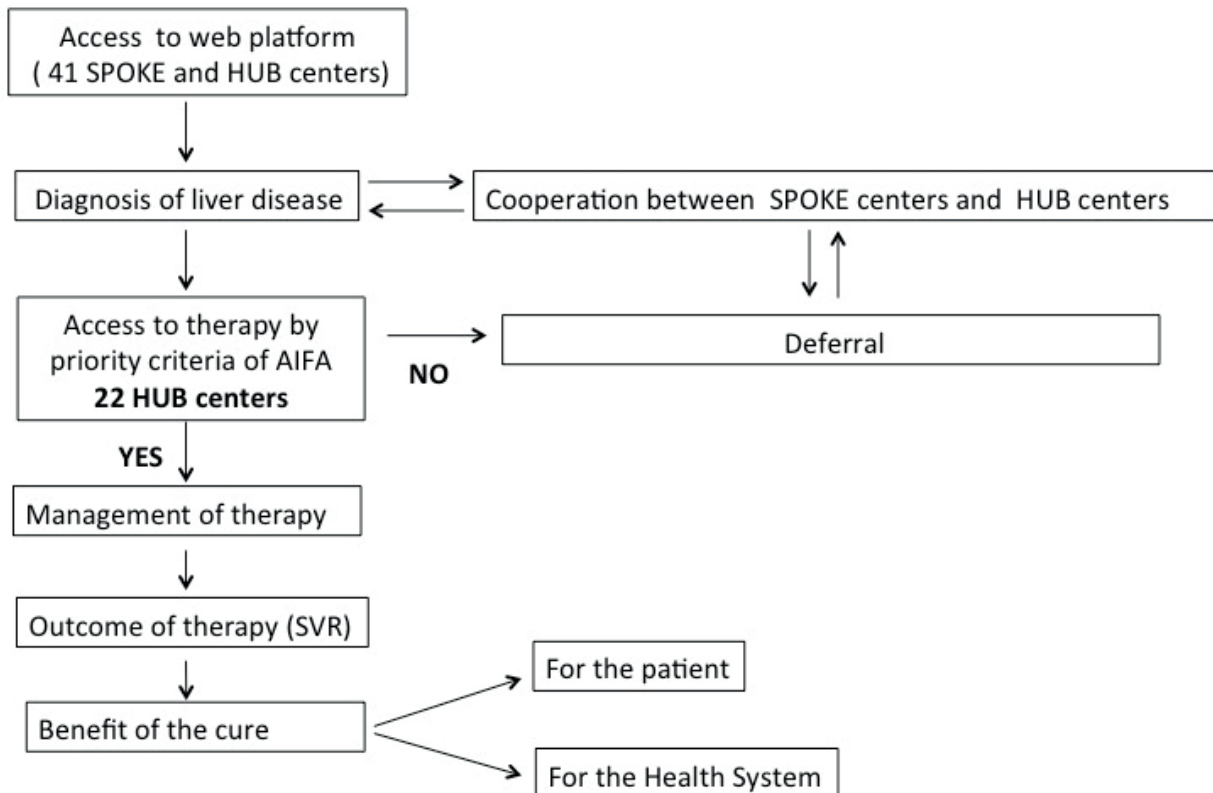 Access to web platform
( 41 SPOKE and HUB centers)
Diagnosis of liver disease
Cooperation between SPOKE centers and HUB centers
Access to therapy by
priority criteria of AIFA
22 HUB centers
NO
Deferral
YES
Management of therapy
Outcome of therapy (SVR)
Benefit of the cure
For the patient
For the Health System